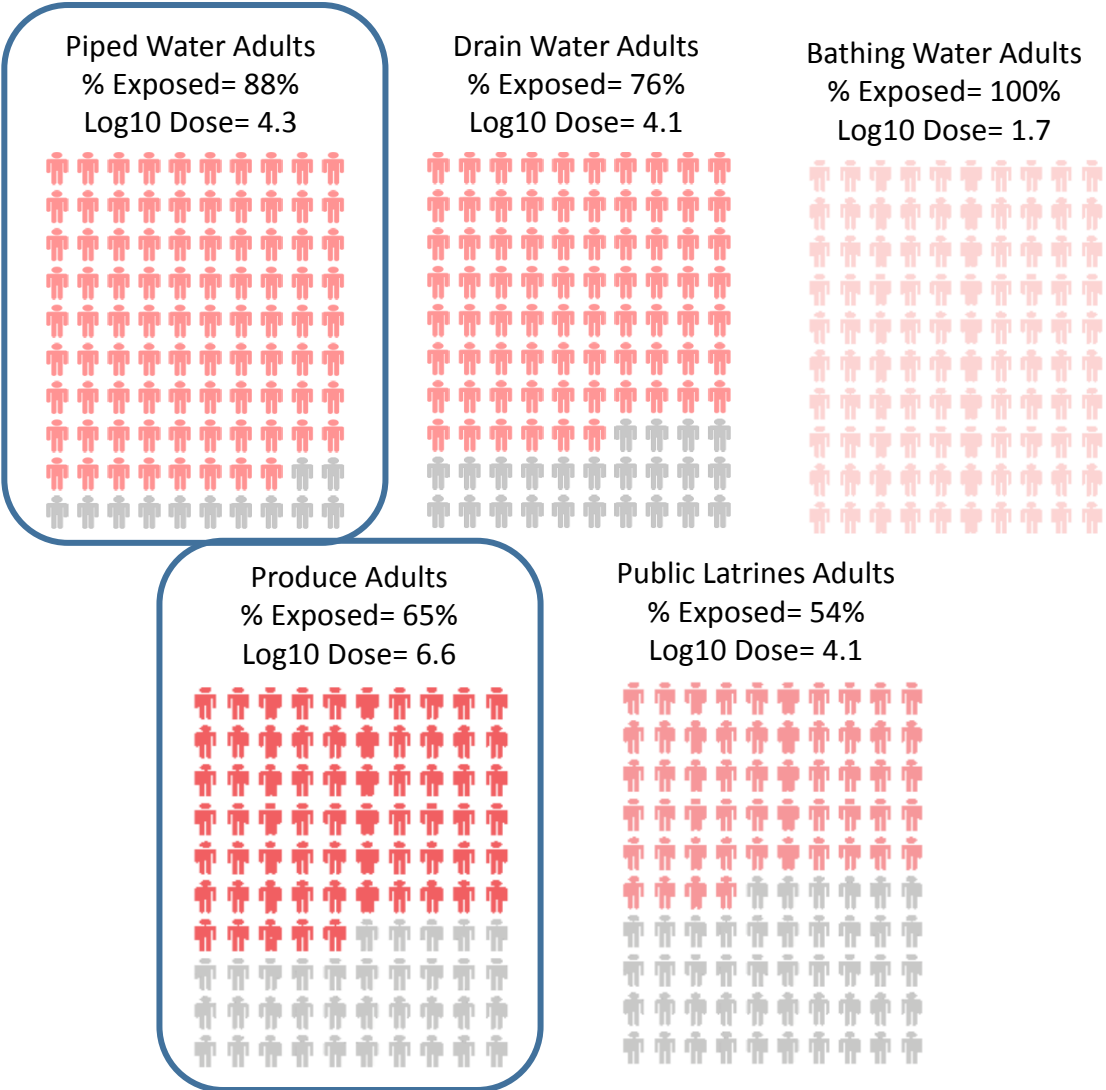 Piped Water Adults
% Exposed= 88%
Log10 Dose= 4.3
Drain Water Adults
% Exposed= 76%
Log10 Dose= 4.1
Bathing Water Adults
% Exposed= 100%
Log10 Dose= 1.7
Produce Adults
% Exposed= 65%
Log10 Dose= 6.6
Public Latrines Adults
% Exposed= 54%
Log10 Dose= 4.1